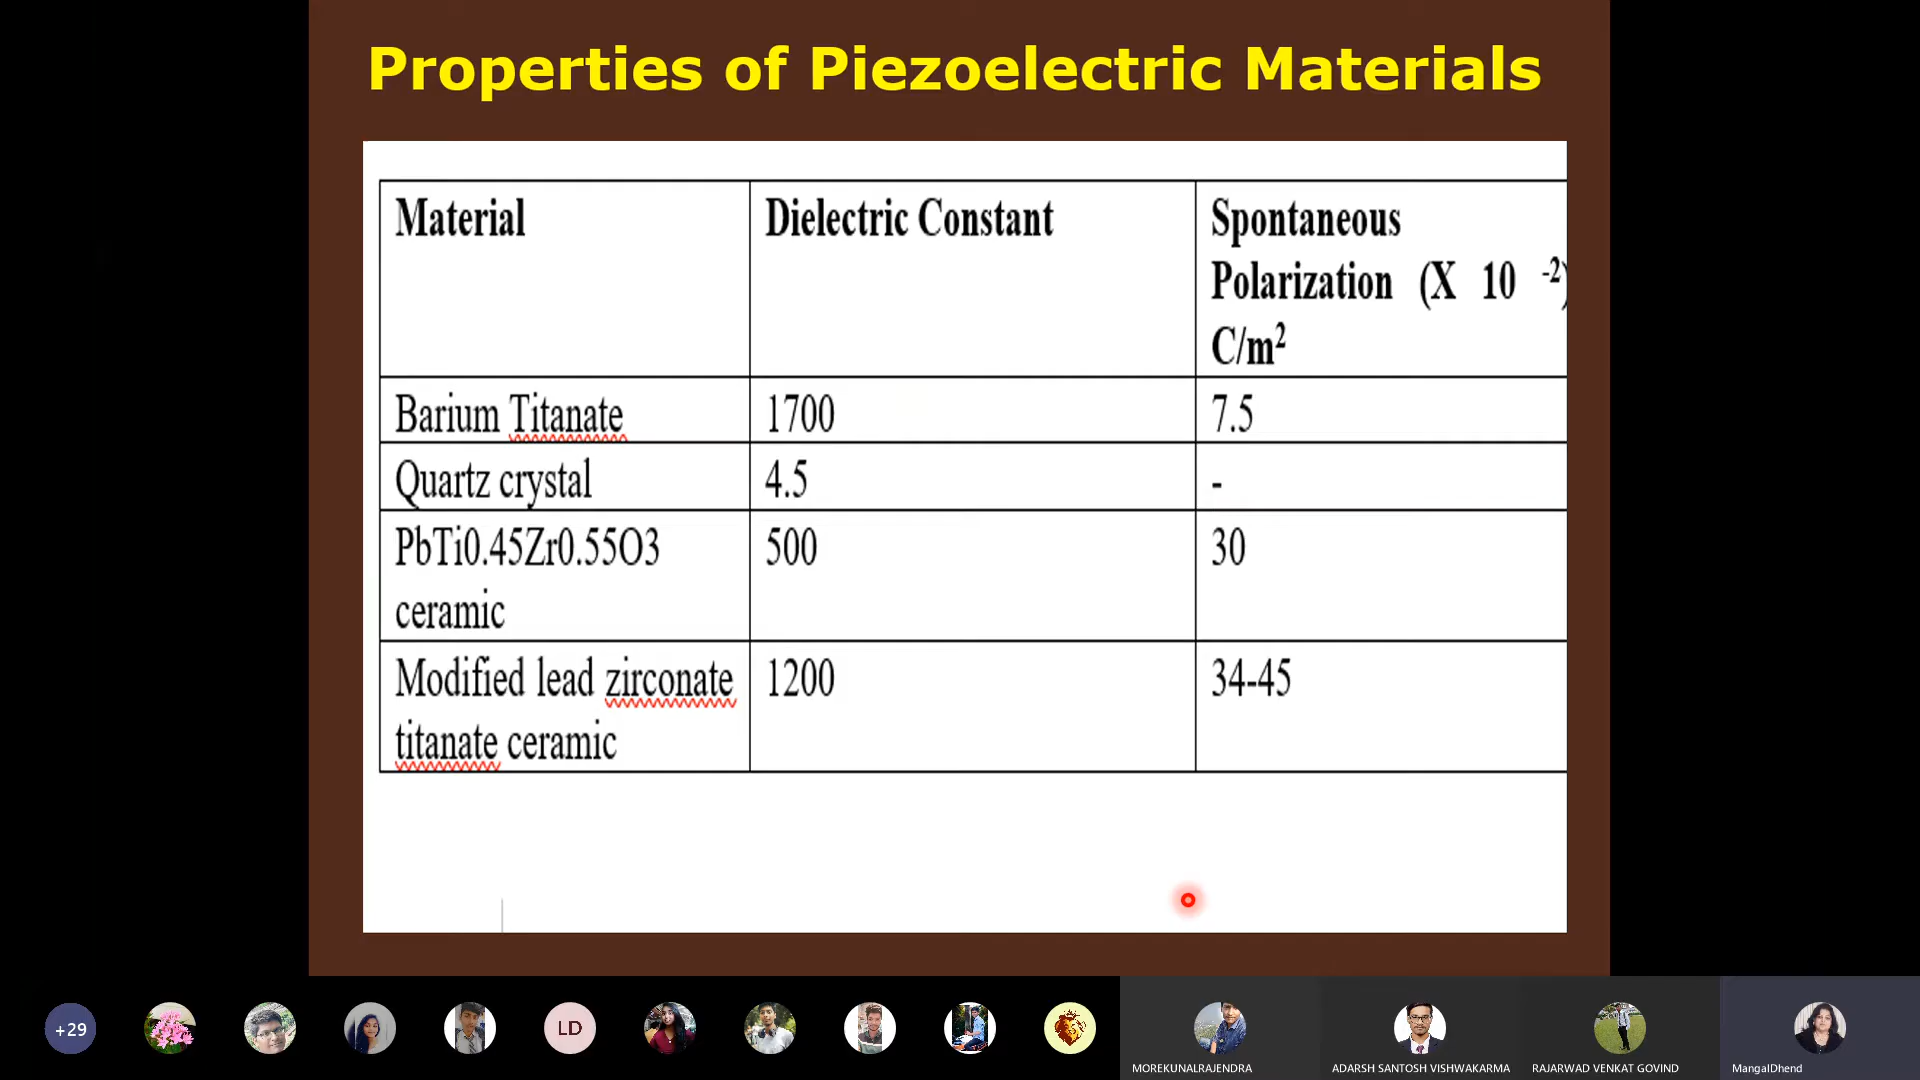 Properties of Piezoelectric Materials
Material Dielectric Constant Spontaneous
Polarization (X 10 -2)
C/m2
Barium Titanate 1700 7.5
Quartz crystal 4.5 -
PbTi0.45Zr0.55O3 500 30
ceramic
Modified lead zirconate 1200 34-45
titanate ceramic
+29
LD
MOREKUNALRAJENDRA
ADARSH SANTOSH VISHWAKARMA
RAJARWAD VENKAT GOVIND
MangalDhend